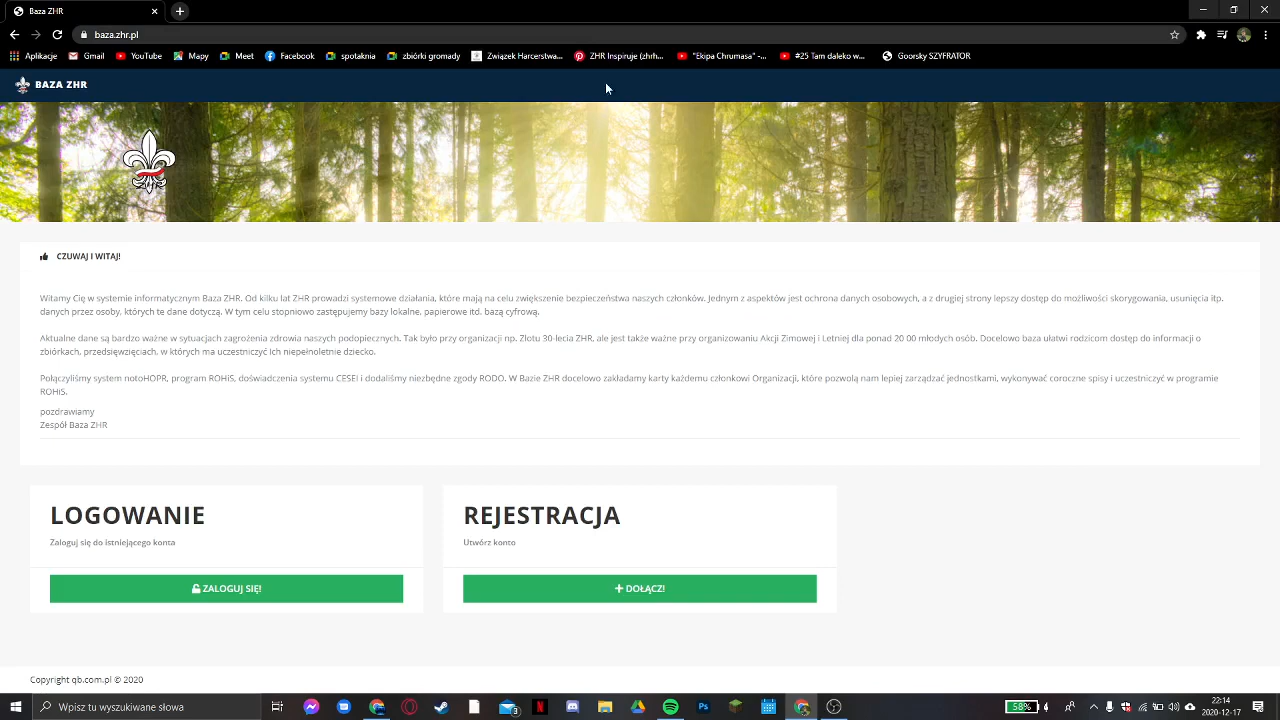 Baza ZHR
bazazhr.pl
Aplikacje Gmail YouTube Mapy Meet Facebook spotaknia zbiórki gromady Związek Harcerstwa... ZHR Inspiruje (zhrh... "Ekipa Chrumasa" -... #25 Tam daleko w... Goorsky SZYFRATOR
BAZA ZHR
CZUWAJ I WITAJ!
Witamy Cię w systemie informatycznym Baza ZHR. Od kilku lat ZHR prowadzi systemowe działania, które mają na celu zwiększenie bezpieczeństwa naszych członków. Jednym z aspektów jest ochrona danych osobowych, a z drugiej strony lepszy dostęp do możliwości skorygowania, usunięcia itp.
danych przez osoby, których te dane dotyczą. W tym celu stopniowo zastępujemy bazy lokalne, papierowe itd. bazą cyfrową.
Aktualne dane są bardzo ważne w sytuacjach zagrożenia zdrowia naszych podopiecznych. Tak było przy organizacji np. Zlotu 30-lecia ZHR, ale jest także ważne przy organizowaniu Akcji Zimowej i Letniej dla ponad 20 00 młodych osób. Docelowo baza ułatwi rodzicom dostęp do informacji o
zbiórkach, przedsięwzięciach, w których ma uczestniczyć ich niepełnoletnie dziecko.
Połączyliśmy system notoHOPR, program ROHiS, doświadczenia systemu CESEI i dodaliśmy niezbędne zgody RODO. W Bazie ZHR docelowo zakładamy karty każdemu członkowi Organizacji, które pozwolą nam lepiej zarządzać jednostkami, wykonywać coroczne spisy i uczestniczyć w programie
ROHiS.
pozdrawiamy
Zespół Baza ZHR
LOGOWANIE
Zaloguj się do istniejącego konta
ZALOGUJ SIĘ!
REJESTRACJA
Utwórz konto
DOŁĄCZ!
Copyright qb.com.pl © 2020
Wpisz tu wyszukiwane słowa
3
58%
22:14
2020-12-17